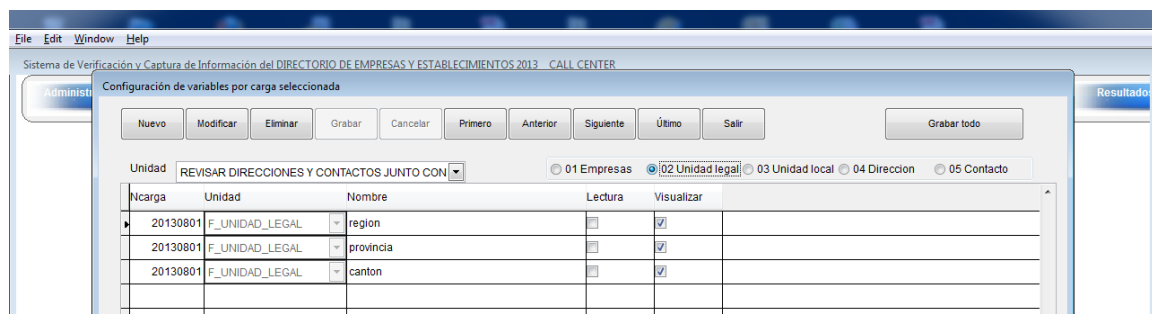 File Edit Window Help
Sistema de Verificación y Captura de Información del DIRECTORIO DE EMPRESAS Y ESTABLECIMIENTOS 2013 CALL CENTER
Administ
Configuración de variables por carga seleccionada
Resultado
Nuevo Modificar Eliminar Grabar Cancelar Primero Anterior Siguiente Último Salir Grabar todo
Unidad REVISAR DIRECCIONES Y CONTACTOS JUNTO CON 01 Empresas 02 Unidad legal 03 Unidad local 04 Direccion 05 Contacto
Ncarga Unidad Nombre Lectura Visualizar
20130801 F_UNIDAD_LEGAL region
20130801 F_UNIDAD_LEGAL provincia
20130801 F_UNIDAD_LEGAL canton